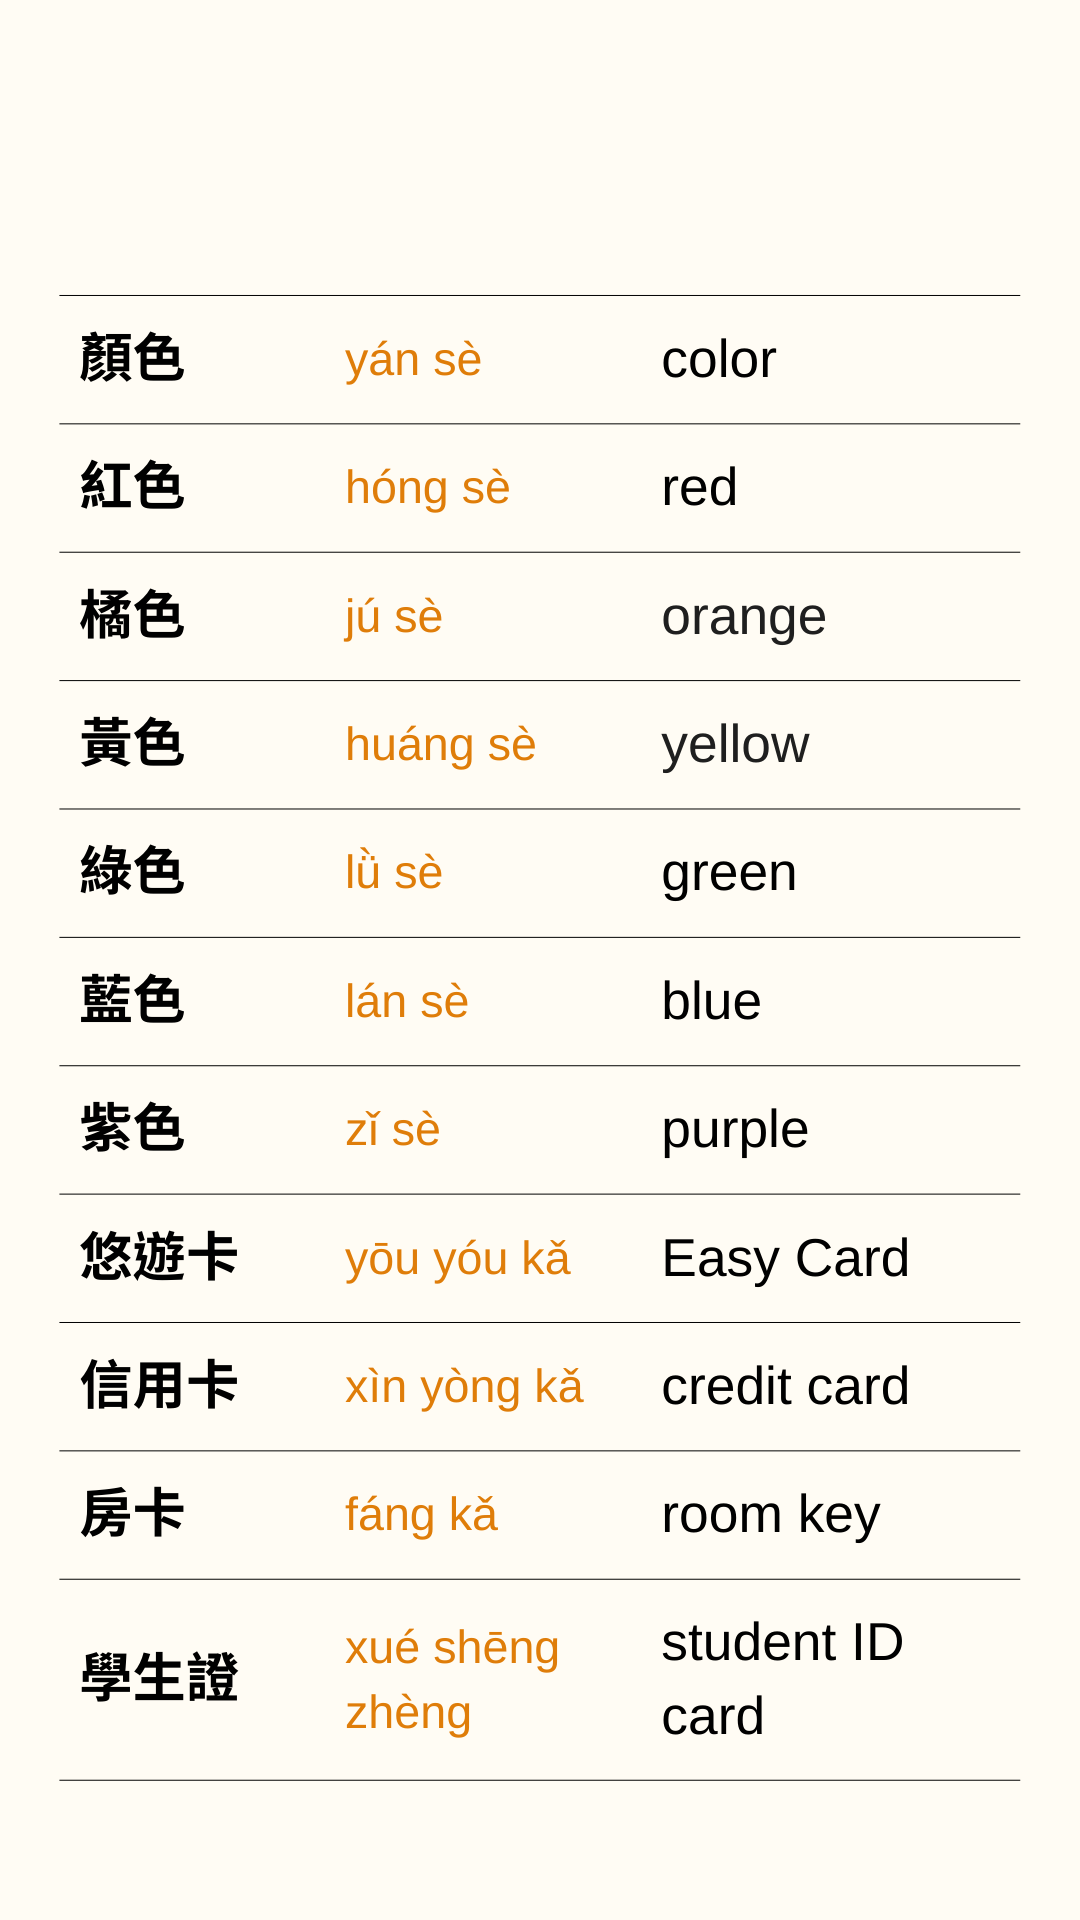 顏色 yán sè color
紅色 hóng sè red
橘色 jú sè orange
黃色 huáng sè yellow
綠色 lǜ sè green
藍色 lán sè blue
紫色 zǐ sè purple
悠遊卡 yōu yóu kǎ Easy Card
信用卡 xìn yòng kǎ credit card
房卡 fáng kǎ room key
學生證 xué shēng zhèng student ID card